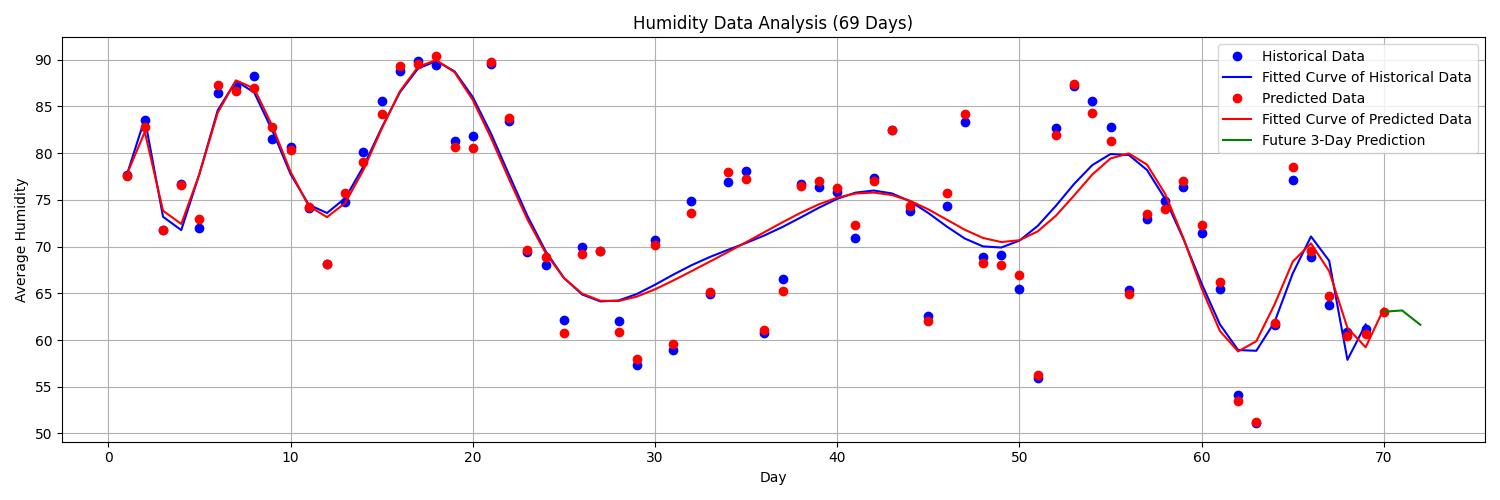 Humidity Data Analysis (69 Days)
Historical Data
Fitted Curve of Historical Data
Predicted Data
Fitted Curve of Predicted Data
Future 3-Day Prediction
Average Humidity
90
85
80
75
70
65
60
55
50
0 10 20 30 40 50 60 70
Day